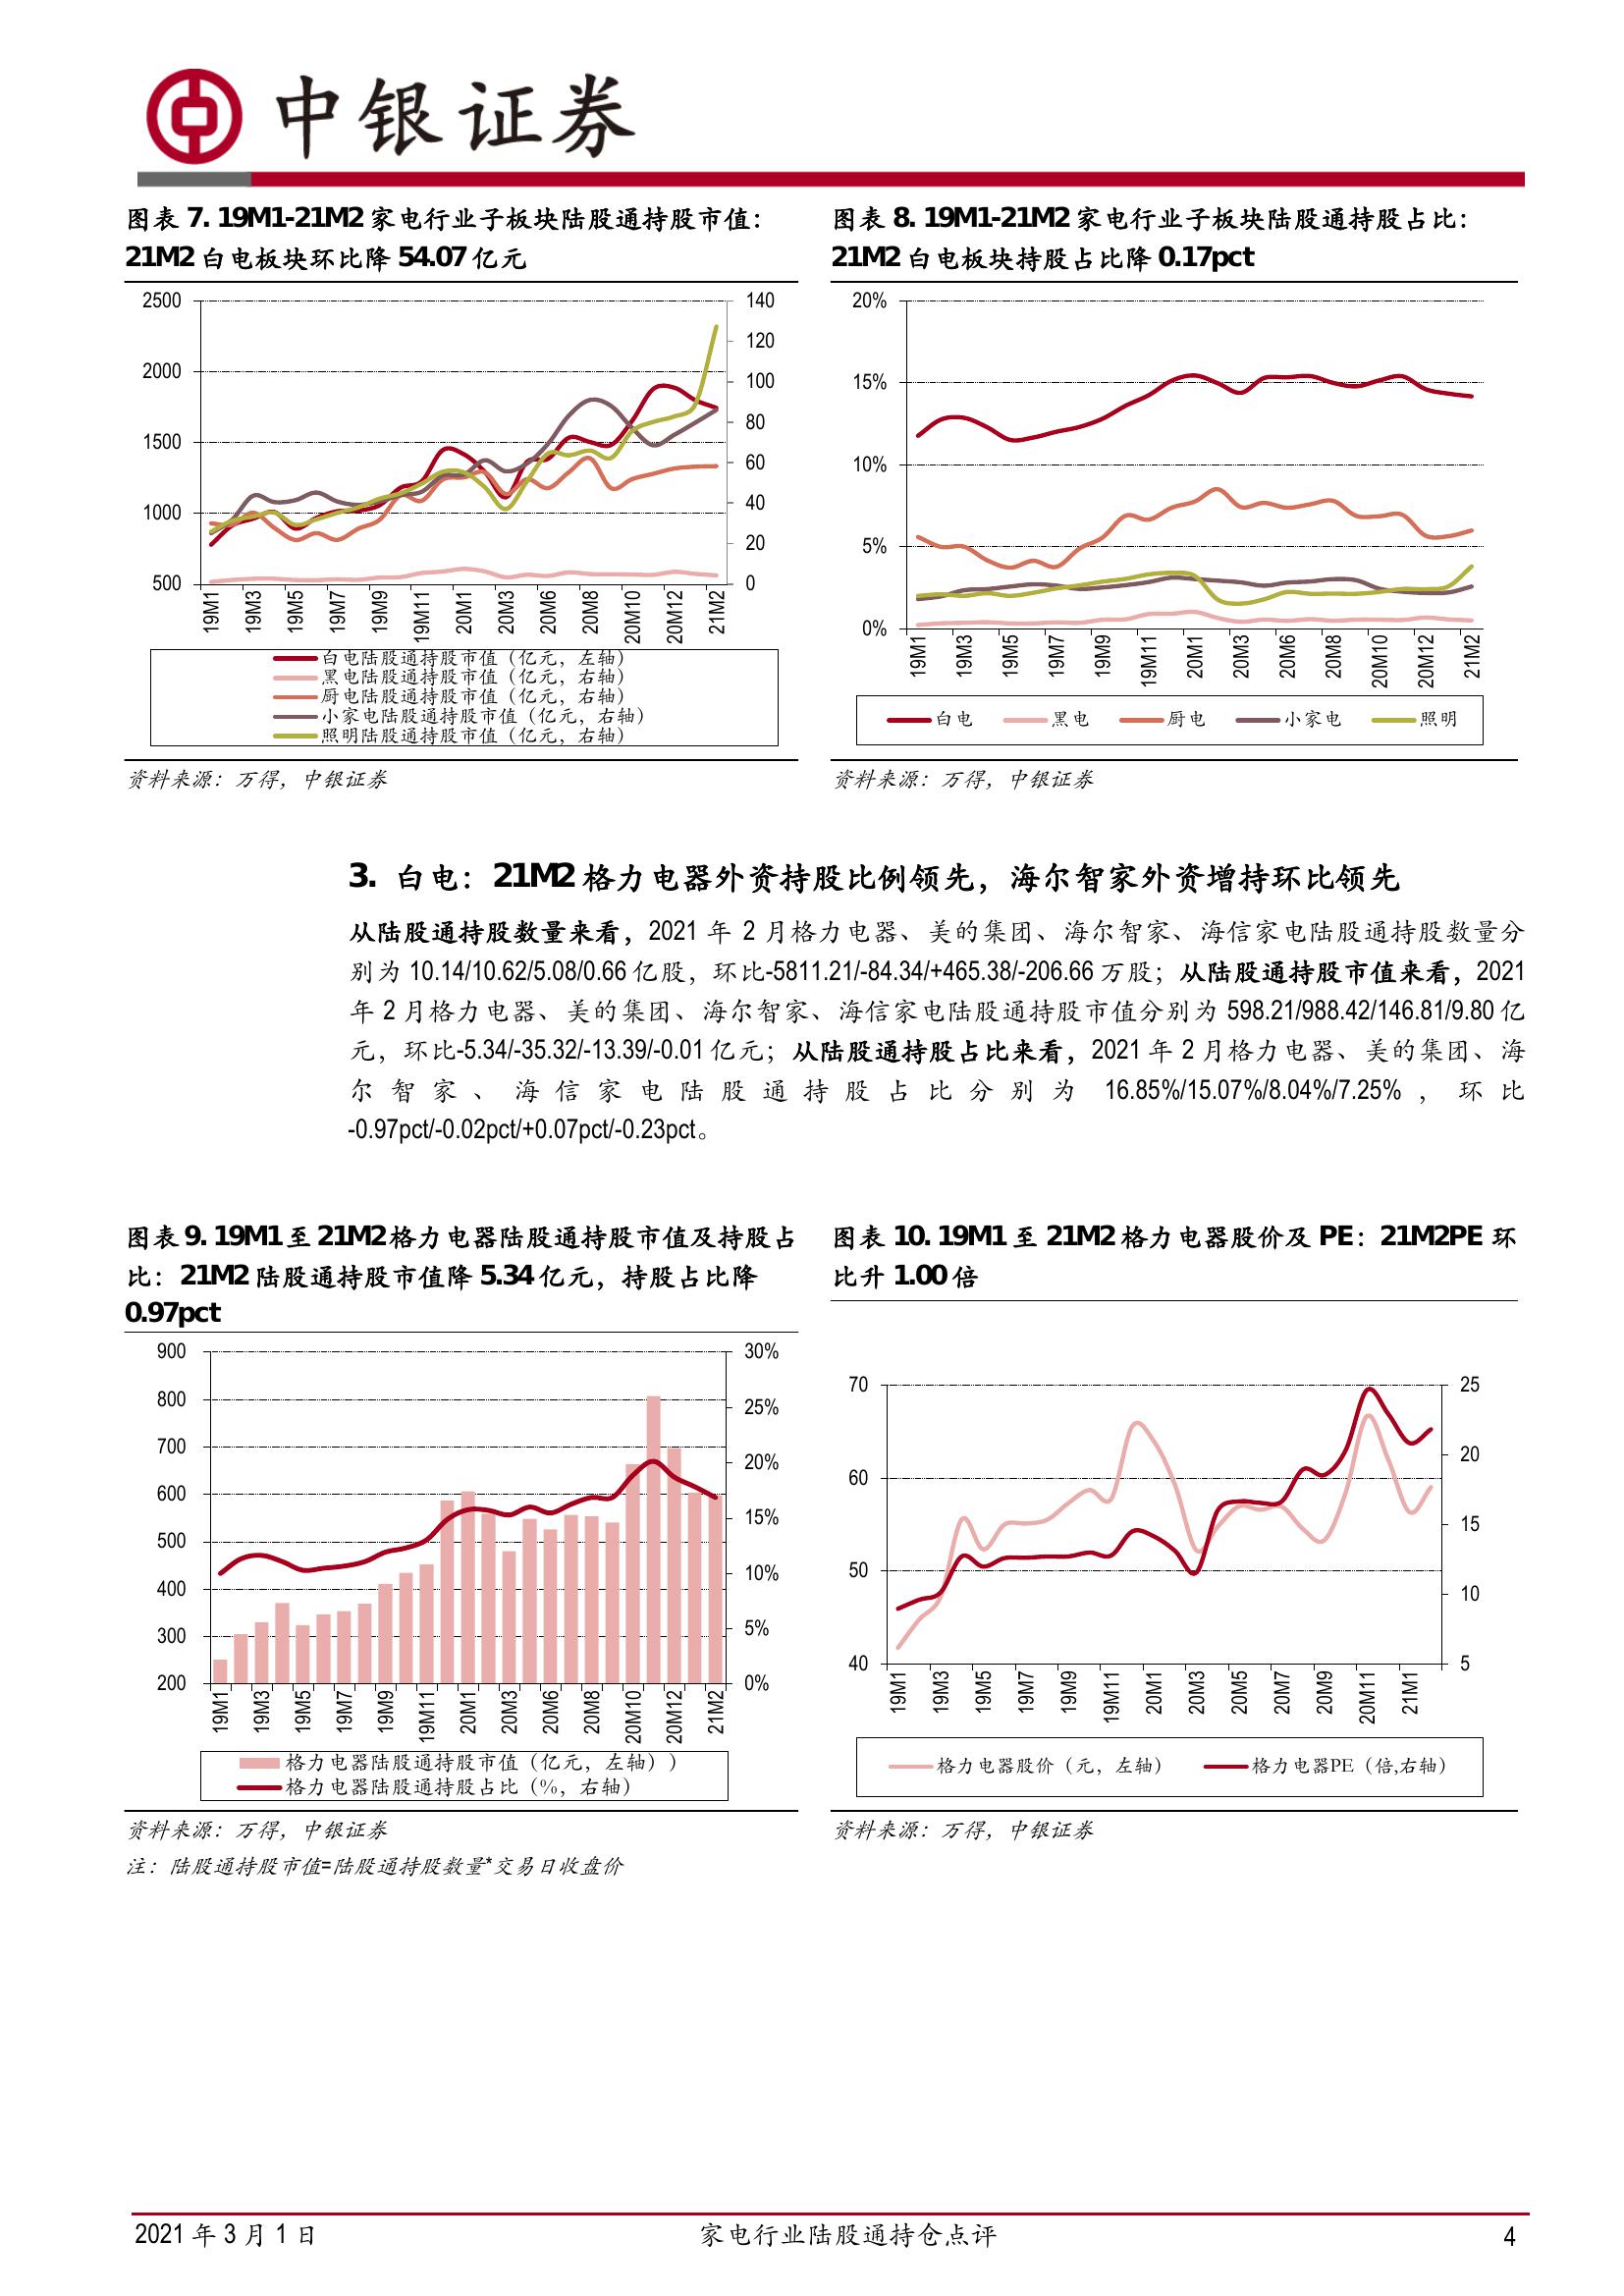 中银证券
图表 7. 19M1-21M2 家电行业子板块陆股通持股市值：
21M2 白电板块环比降 54.07 亿元
2500
2000
1500
1000
500
140
120
100
80
60
40
20
0
19M1
19M3
19M5
19M7
19M9
19M11
20M1
20M3
20M6
20M8
20M10
20M12
21M2
白电陆股通持股市值（亿元，左轴）
黑电陆股通持股市值（亿元，右轴）
厨电陆股通持股市值（亿元，右轴）
小家电陆股通持股市值（亿元，右轴）
照明陆股通持股市值（亿元，右轴）
资料来源：万得，中银证券
图表 8. 19M1-21M2 家电行业子板块陆股通持股占比：
21M2 白电板块持股占比降 0.17pct
20%
15%
10%
5%
0%
19M1
19M3
19M5
19M7
19M9
19M11
20M1
20M3
20M6
20M8
20M10
20M12
21M2
白电 黑电 厨电 小家电 照明
资料来源：万得，中银证券
3. 白电：21M2 格力电器外资持股比例领先，海尔智家外资增持环比领先
从陆股通持股数量来看，2021 年 2 月格力电器、美的集团、海尔智家、海信家电陆股通持股数量分
别为 10.14/10.62/5.08/0.66 亿股，环比-5811.21/-84.34/+465.38/-206.66 万股；从陆股通持股市值来看，2021
年 2 月格力电器、美的集团、海尔智家、海信家电陆股通持股市值分别为 598.21/988.42/146.81/9.80 亿
元，环比-5.34/-35.32/-13.39/-0.01 亿元；从陆股通持股占比来看，2021 年 2 月格力电器、美的集团、海
尔智家、海信家电陆股通持股占比分别为 16.85%/15.07%/8.04%/7.25%，环比
-0.97pct/-0.02pct/+0.07pct/-0.23pct。
图表 9. 19M1 至 21M2 格力电器陆股通持股市值及持股占
比：21M2 陆股通持股市值降 5.34 亿元，持股占比降
0.97pct
900
800
700
600
500
400
300
200
30%
25%
20%
15%
10%
5%
0%
19M1
19M3
19M5
19M7
19M9
19M11
20M1
20M3
20M6
20M8
20M10
20M12
21M2
格力电器陆股通持股市值（亿元，左轴））
格力电器陆股通持股占比（%，右轴）
资料来源：万得，中银证券
注：陆股通持股市值=陆股通持股数量*交易日收盘价
图表 10. 19M1 至 21M2 格力电器股价及 PE：21M2PE 环
比升 1.00 倍
70
60
50
40
25
20
15
10
5
19M1
19M3
19M5
19M7
19M9
19M11
20M1
20M3
20M5
20M7
20M9
20M11
21M1
格力电器股价（元，左轴） 格力电器PE（倍,右轴）
资料来源：万得，中银证券
2021 年 3 月 1 日 家电行业陆股通持仓点评 4